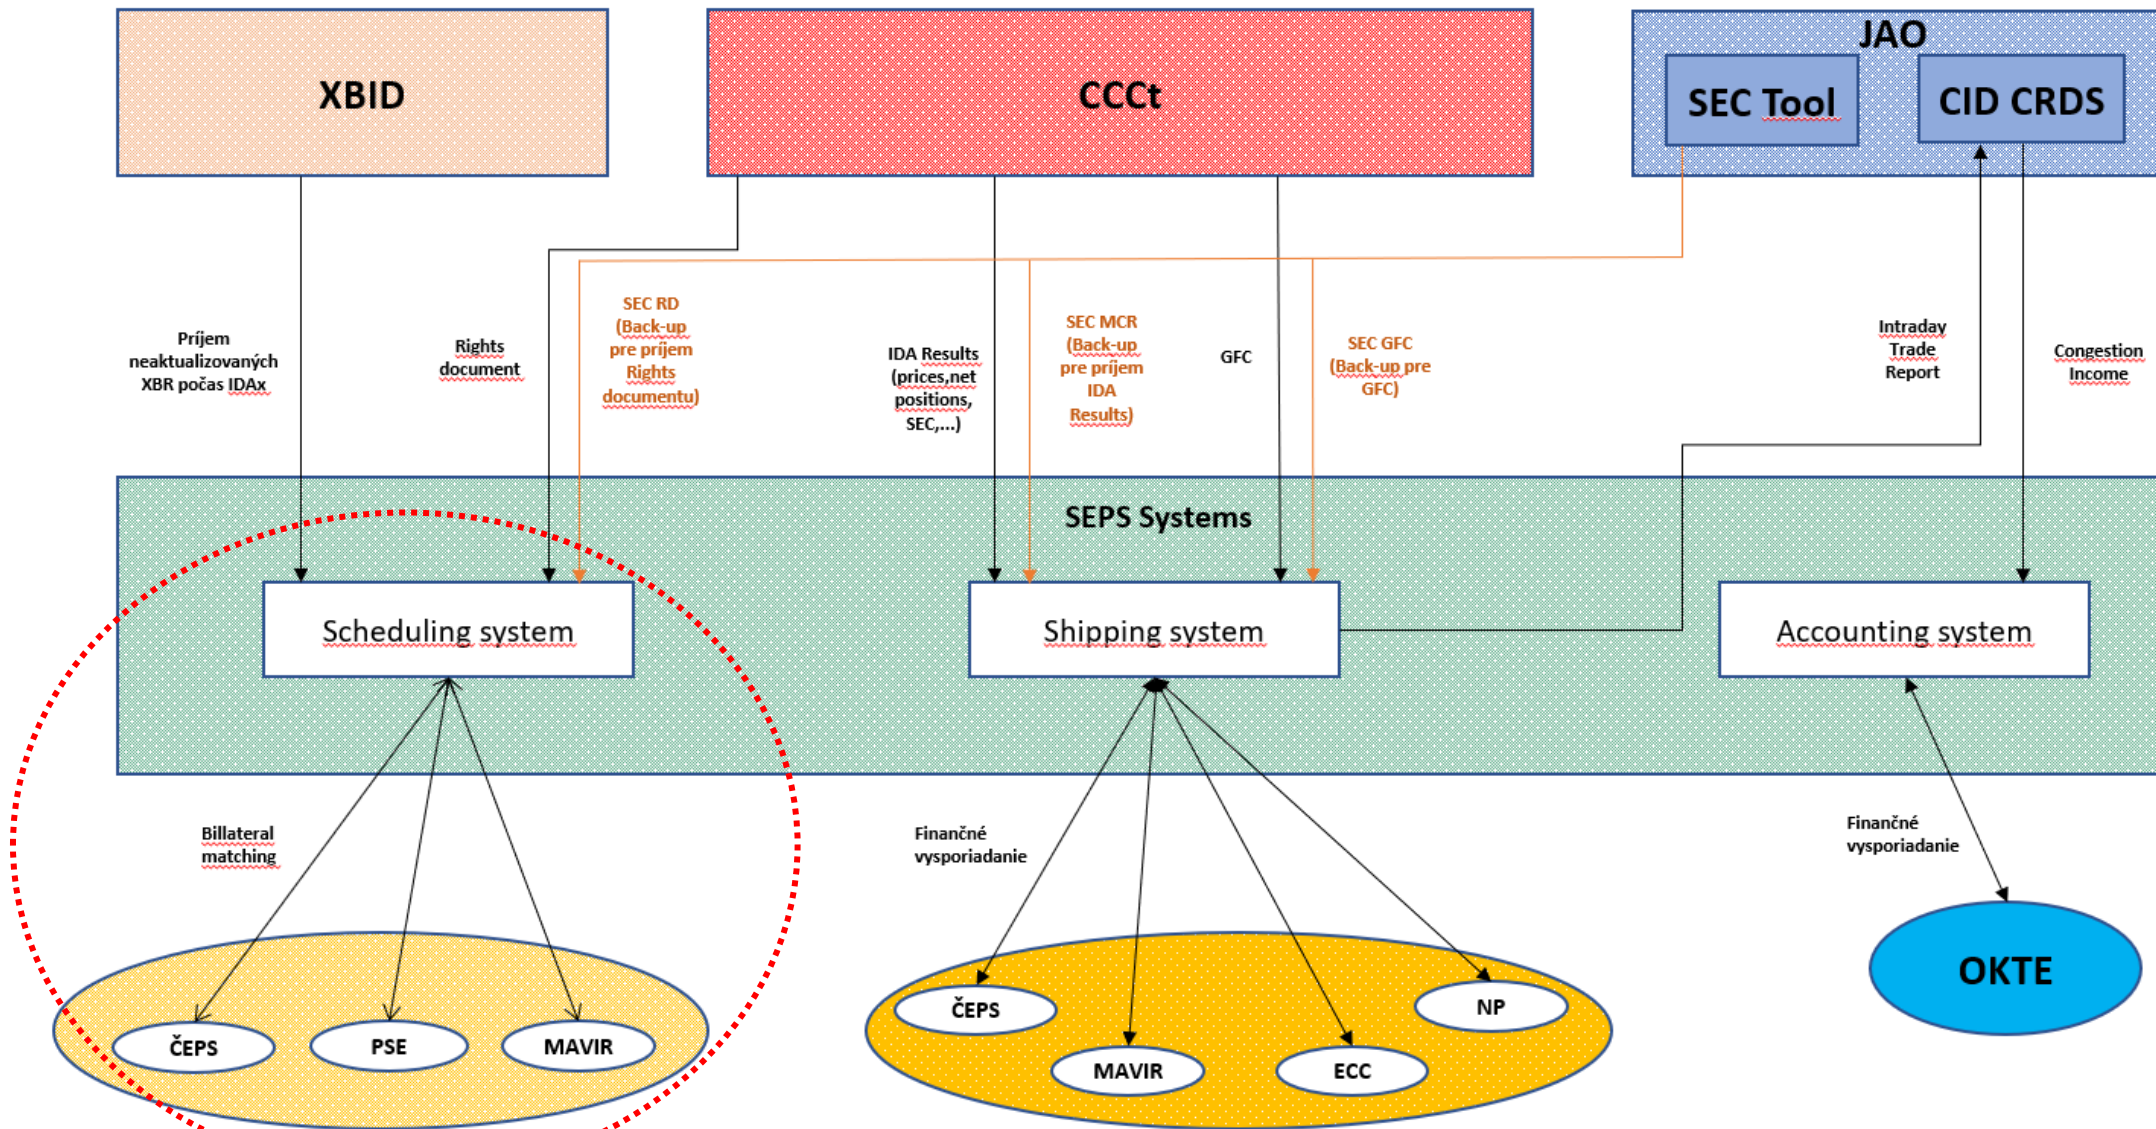 XBID
CCCt
JAO
SEC Tool
CID CRDS
Príjem
neaktualizovaných
XBR počas IDAx
Rights
document
SEC RD
(Back-up
pre príjem
Rights
documentu)
IDA Results
(prices,net
positions,
SEC,...)
SEC MCR
(Back-up
pre príjem
IDA
Results)
GFC
SEC GFC
(Back-up pre
GFC)
Intraday
Trade
Report
Congestion
Income
SEPS Systems
Scheduling system
Shipping system
Accounting system
Billateral
matching
Finančné
vysporiadanie
Finančné
vysporiadanie
ČEPS
PSE
MAVIR
ČEPS
MAVIR
ECC
NP
OKTE